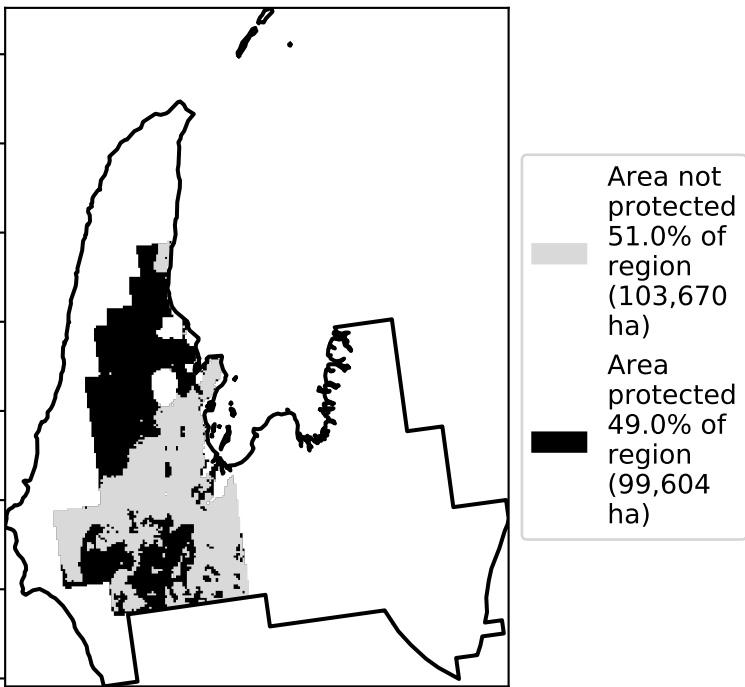 Area not
protected
51.0% of
region
(103,670
ha)
Area
protected
49.0% of
region
(99,604
ha)